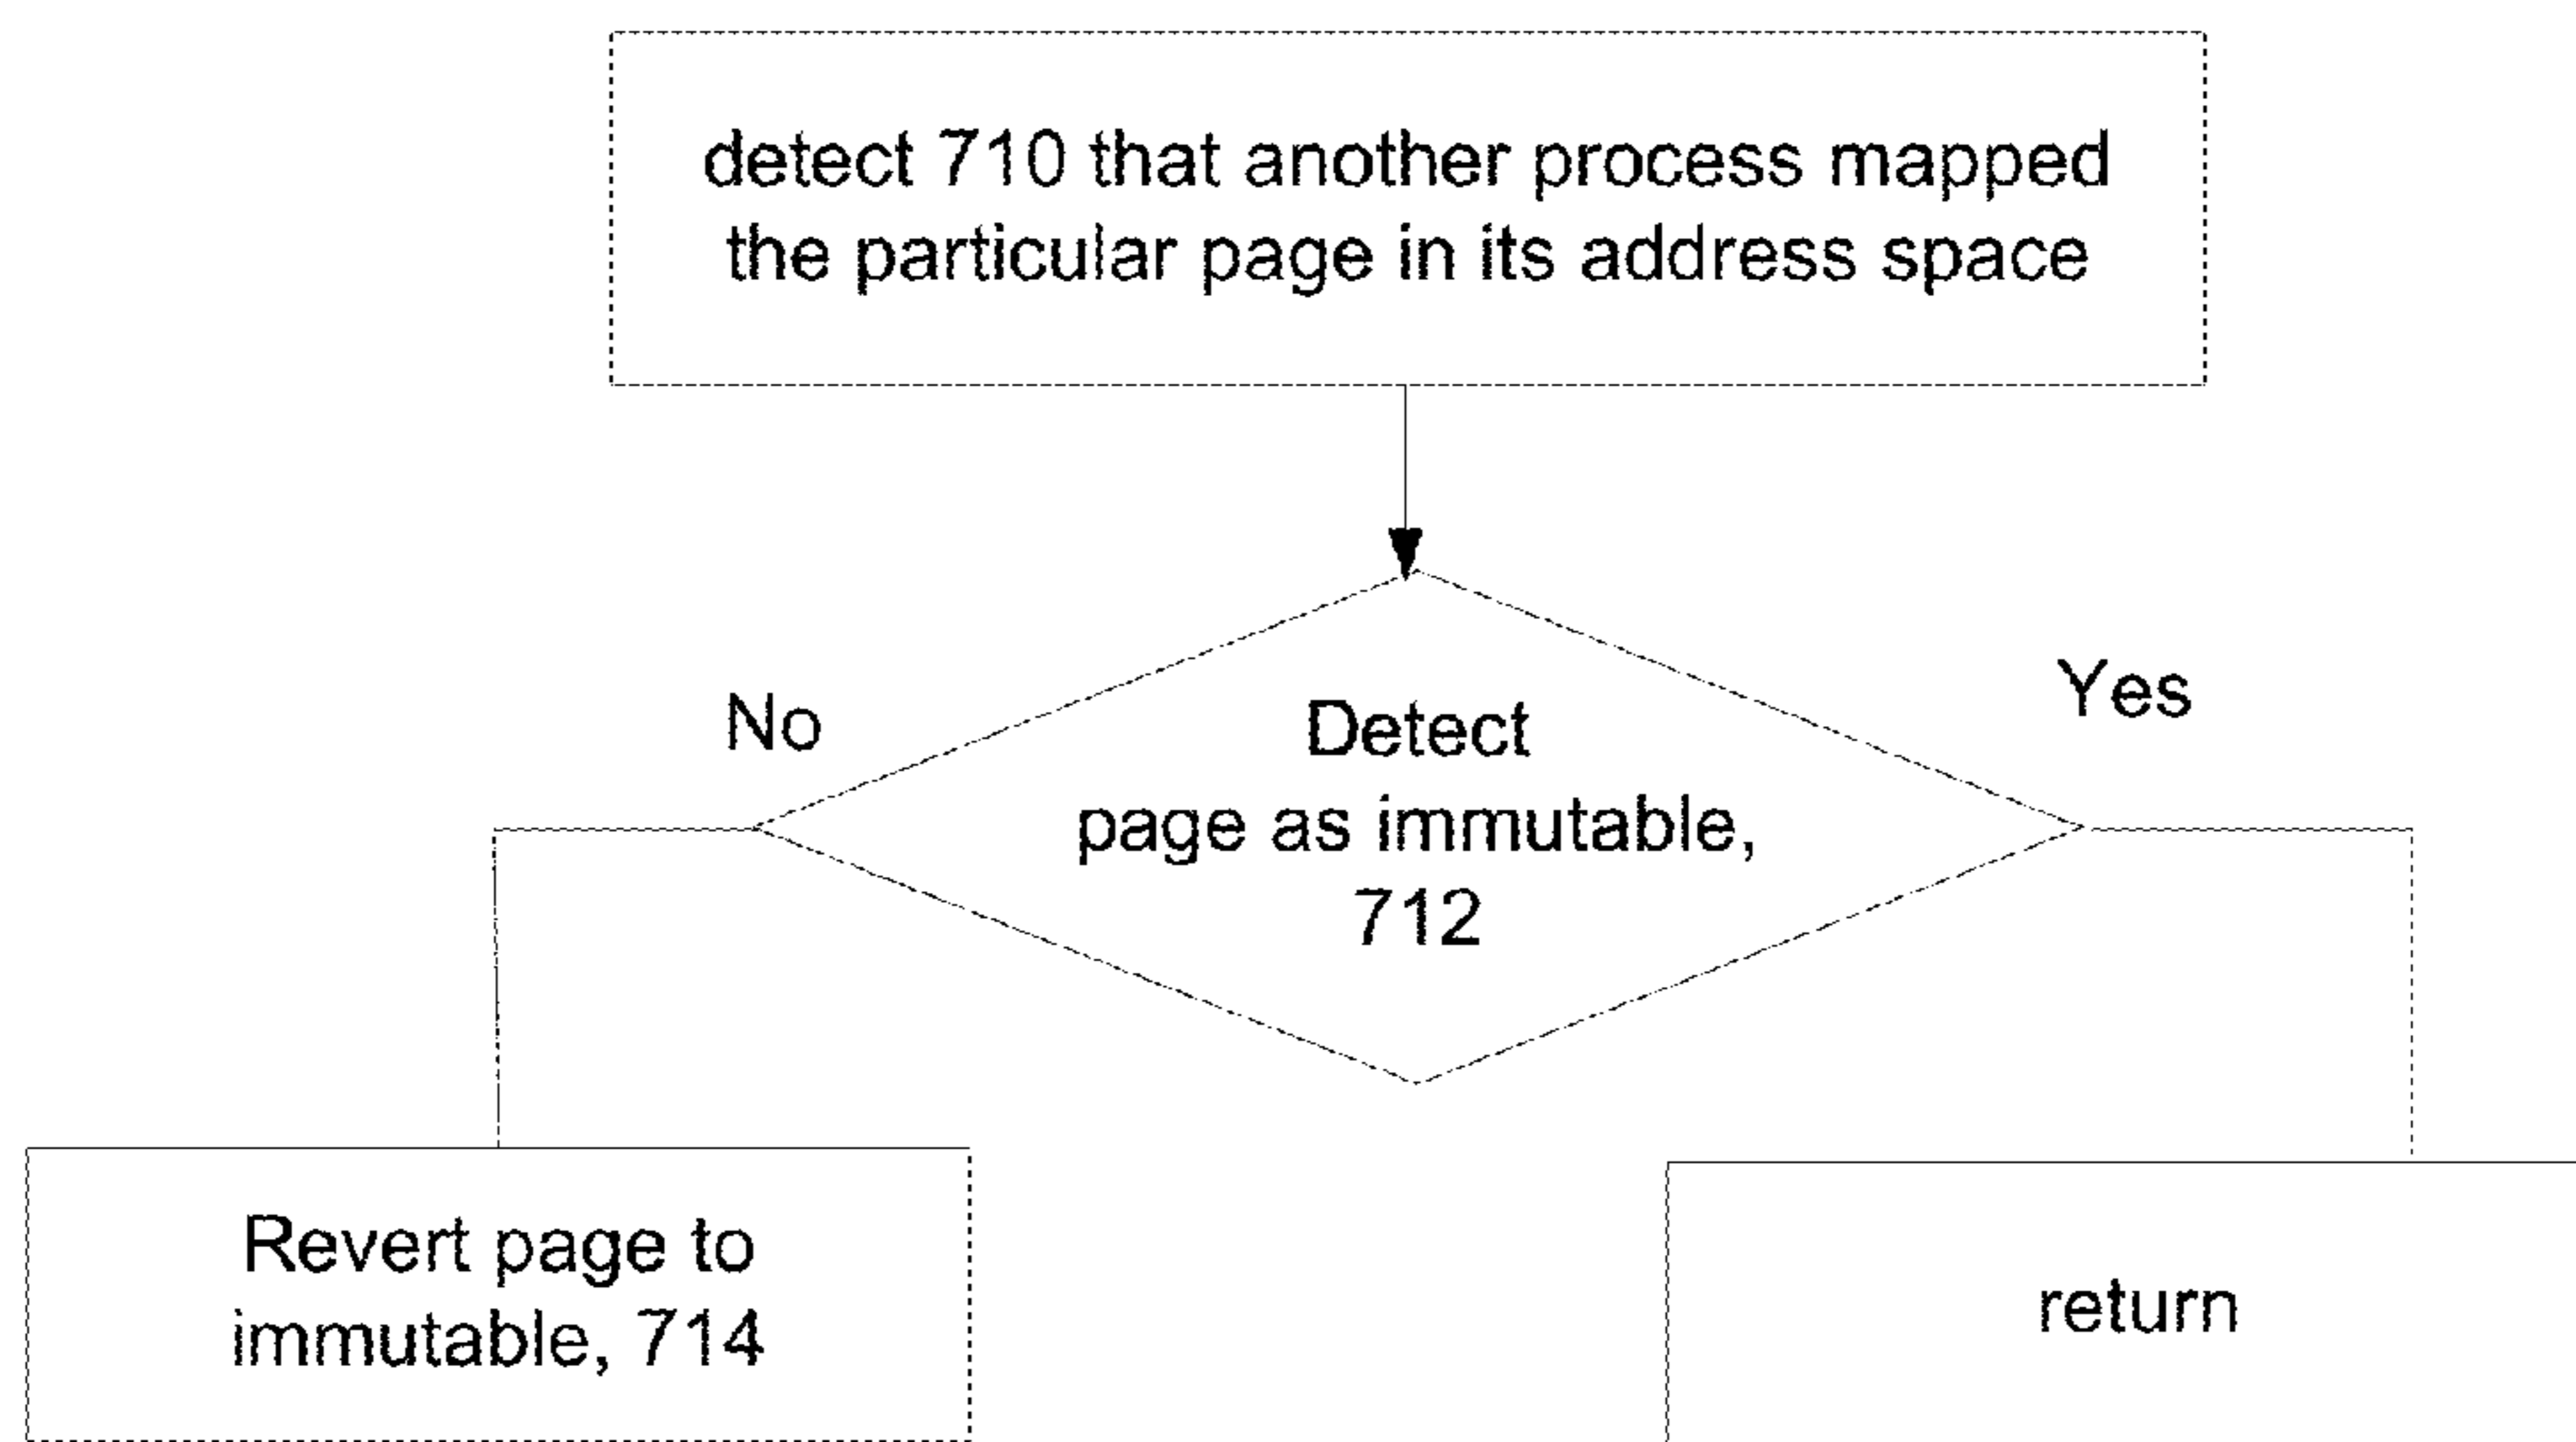 detect 710 that another process mapped
the particular page in its address space
No
Yes
Detect
page as immutable,
712
Revert page to
immutable, 714
return